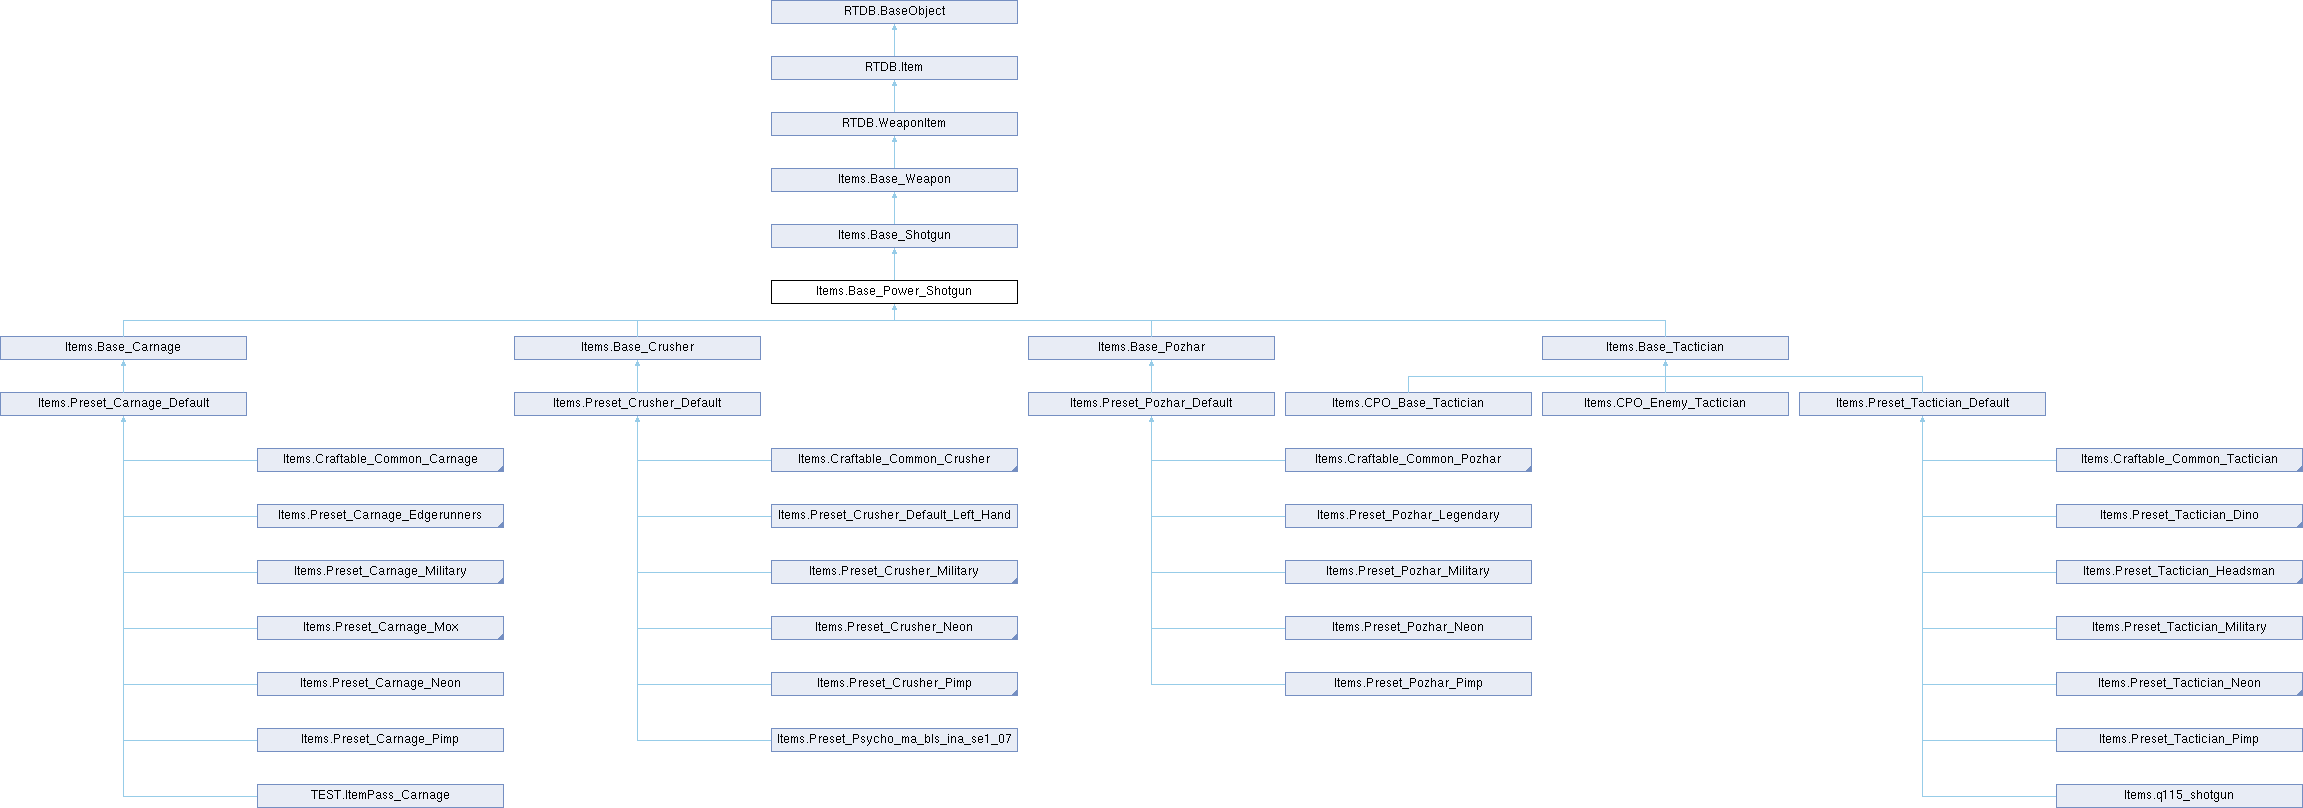 RTDB.BaseObject
RTDB.Item
RTDB.WeaponItem
Items.Base_Weapon
Items.Base_Shotgun
Items.Base_Power_Shotgun
Items.Base_Carnage
Items.Base_Crusher
Items.Base_Pozhar
Items.Base_Tactician
Items.Preset_Carnage_Default
Items.Preset_Crusher_Default
Items.Preset_Pozhar_Default
Items.CPO_Base_Tactician
Items.CPO_Enemy_Tactician
Items.Preset_Tactician_Default
Items.Craftable_Common_Carnage
Items.Craftable_Common_Crusher
Items.Craftable_Common_Pozhar
Items.Craftable_Common_Tactician
Items.Preset_Carnage_Edgerunners
Items.Preset_Crusher_Default_Left_Hand
Items.Preset_Pozhar_Legendary
Items.Preset_Tactician_Dino
Items.Preset_Carnage_Military
Items.Preset_Crusher_Military
Items.Preset_Pozhar_Military
Items.Preset_Tactician_Headsman
Items.Preset_Carnage_Mox
Items.Preset_Crusher_Neon
Items.Preset_Pozhar_Neon
Items.Preset_Tactician_Military
Items.Preset_Carnage_Neon
Items.Preset_Crusher_Pimp
Items.Preset_Pozhar_Pimp
Items.Preset_Tactician_Neon
Items.Preset_Carnage_Pimp
Items.Preset_Psycho_ma_bls_ina_se1_07
Items.Preset_Tactician_Pimp
TEST.ItemPass_Carnage
Items.q115_shotgun